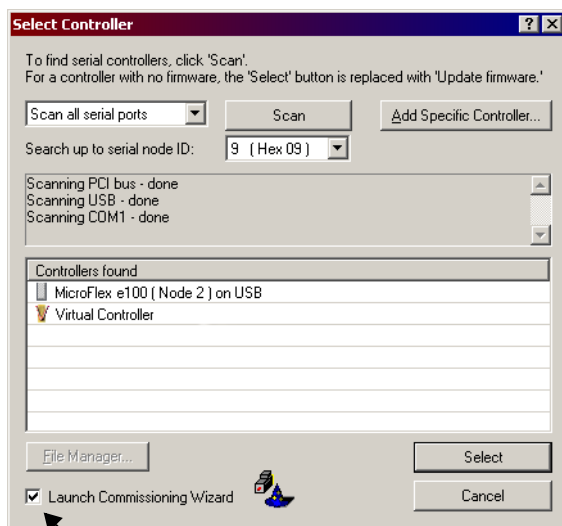 Select Controller
To find serial controllers, click 'Scan'.
For a controller with no firmware, the 'Select' button is replaced with 'Update firmware.'
Scan all serial ports
Scan
Add Specific Controller...
Search up to serial node ID:
9 ( Hex 09 )
Scanning PCI bus - done
Scanning USB - done
Scanning COM1 - done
Controllers found
MicroFlex e100 ( Node 2 ) on USB
Virtual Controller
File Manager...
Select
Launch Commissioning Wizard
Cancel